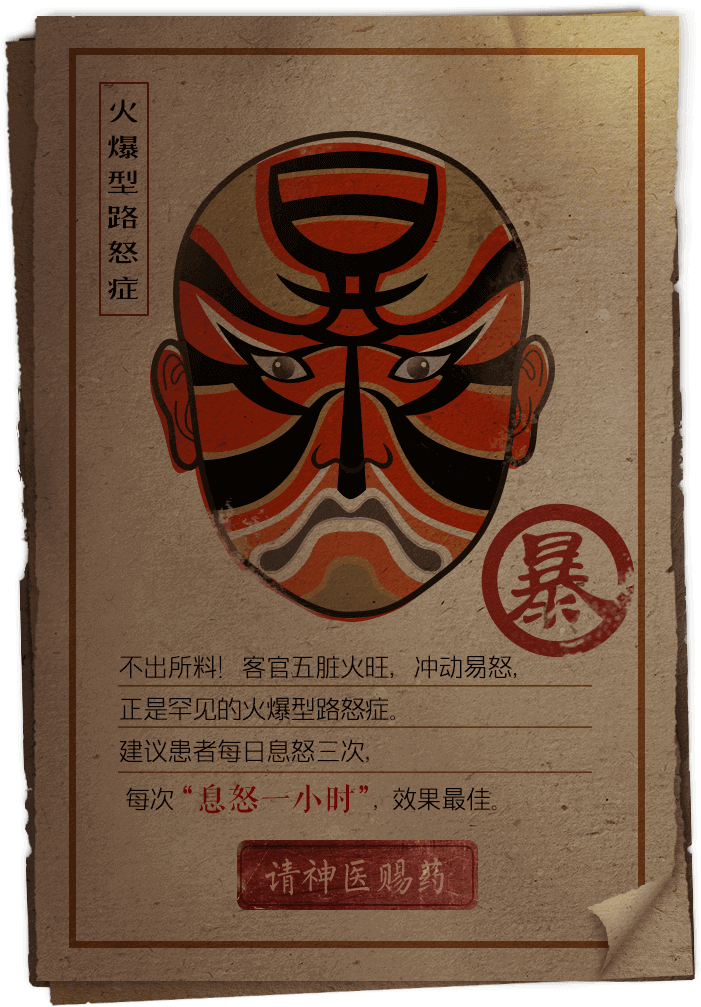 火爆型路怒症
暴
不出所料！客官五脏火旺，冲动易怒，
正是罕见的火爆型路怒症。
建议患者每日息怒三次，
每次“息怒一小时”，效果最佳。
请神医赐药